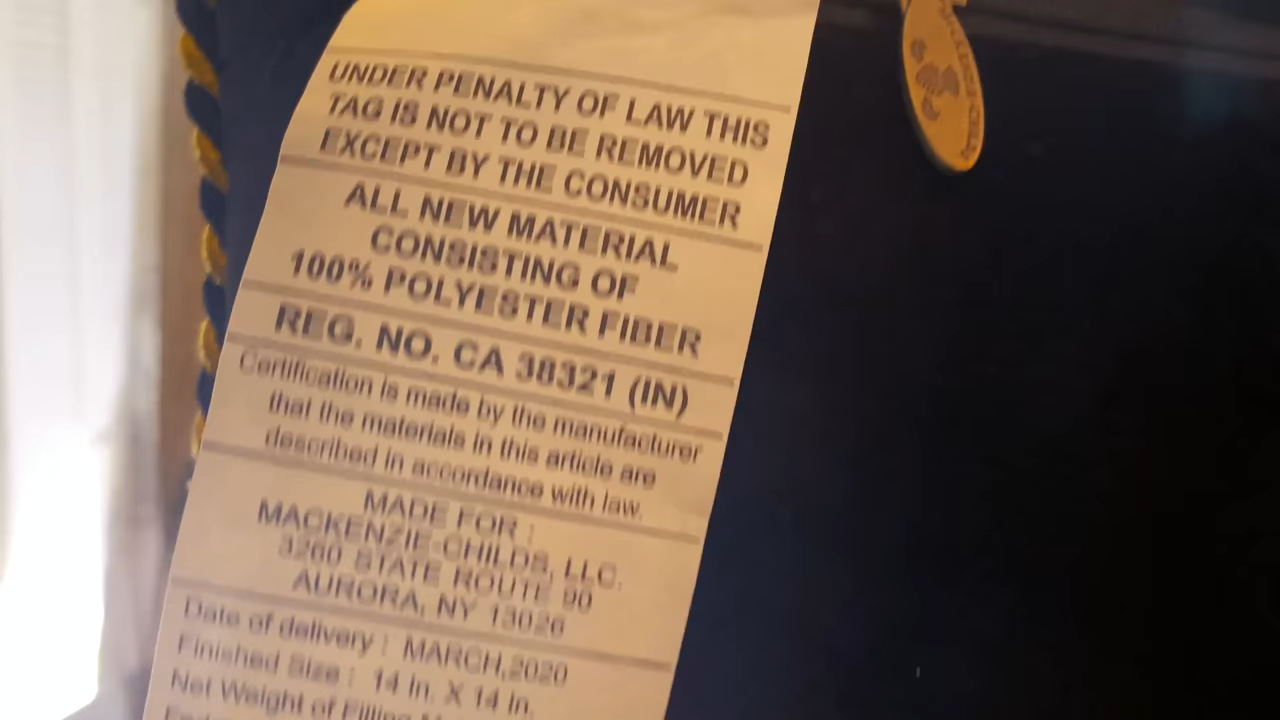 UNDER PENALTY OF LAW THIS
TAG IS NOT TO BE REMOVED
EXCEPT BY THE CONSUMER
ALL NEW MATERIAL
CONSISTING OF
100% POLYESTER FIBER
REG. NO. CA 38321 (IN)
Certification is made by the manufacturer
that the materials in this article are
described in accordance with law.
MADE FOR :
MACKENZIE-CHILDS, LLC.
3260 STATE ROUTE 90
AURORA, NY 13026
Date of delivery : MARCH,2020
Finished Size : 14 In. X 14 In.
Net Weight of Filling